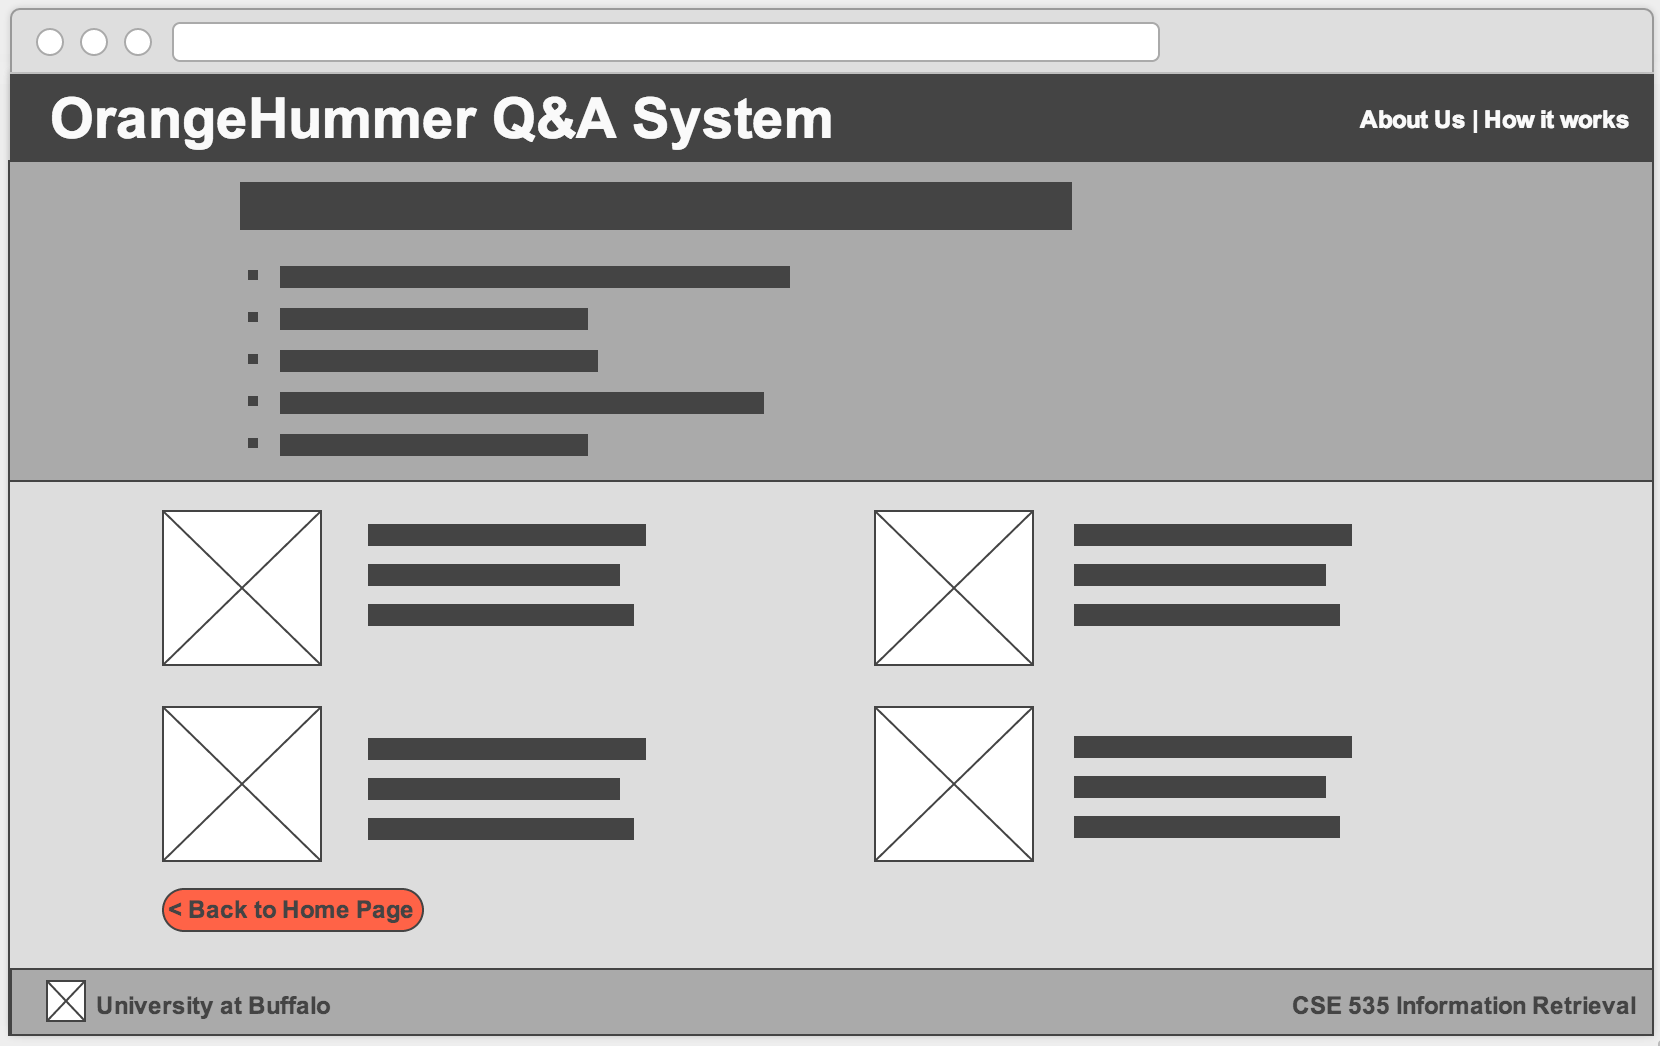 OrangeHummer Q&A System
About Us | How it works
< Back to Home Page
University at Buffalo
CSE 535 Information Retrieval